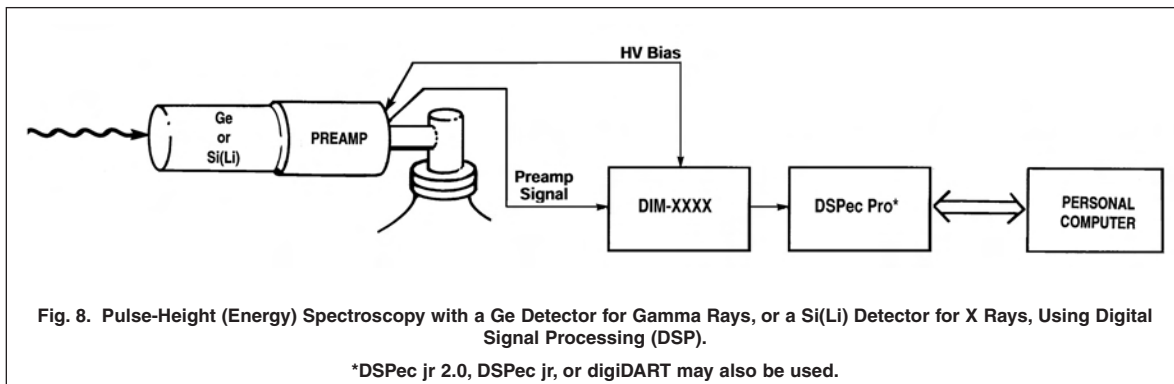 HV Bias
Ge
or
Si(Li)
PREAMP
Preamp
Signal
DIM-XXXX
DSPec Pro*
PERSONAL
COMPUTER
Fig. 8. Pulse-Height (Energy) Spectroscopy with a Ge Detector for Gamma Rays, or a Si(Li) Detector for X Rays, Using Digital
Signal Processing (DSP).
*DSPec jr 2.0, DSPec jr, or digiDART may also be used.